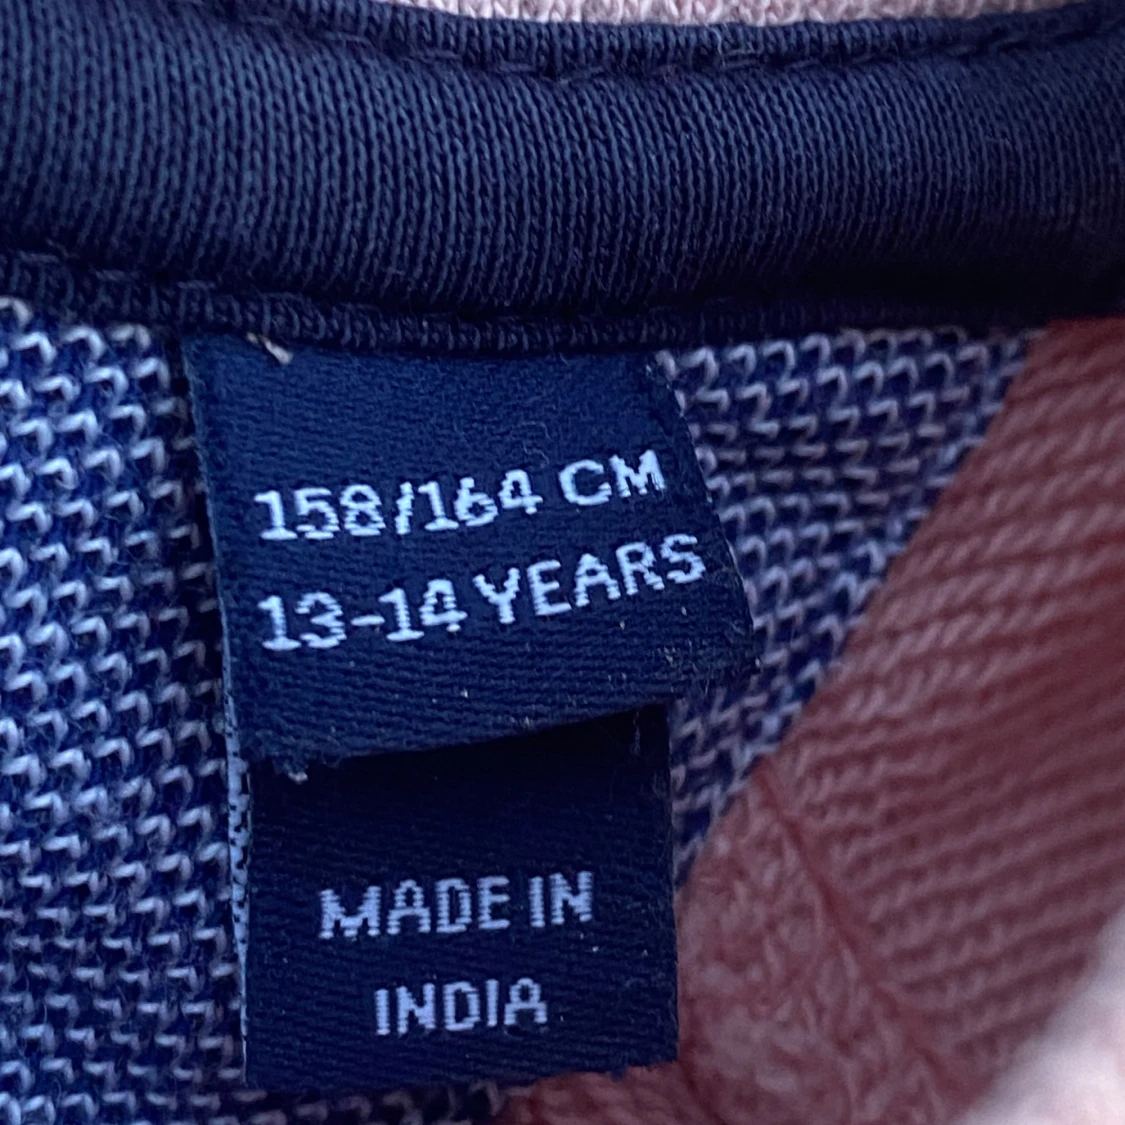 158/164 CM
13-14 YEARS
MADE IN
INDIA